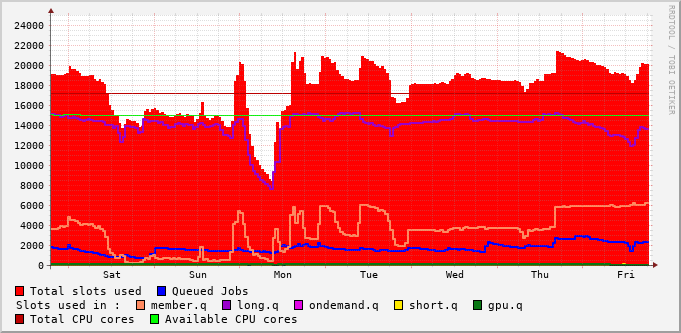 24000
22000
20000
18000
16000
14000
12000
10000
8000
6000
4000
2000
0
Sat Sun Mon Tue Wed Thu Fri
Total slots used Queued Jobs
Slots used in : member.q long.q ondemand.q short.q gpu.q
Total CPU cores Available CPU cores
RRDTOOL / TOBI OETIKER